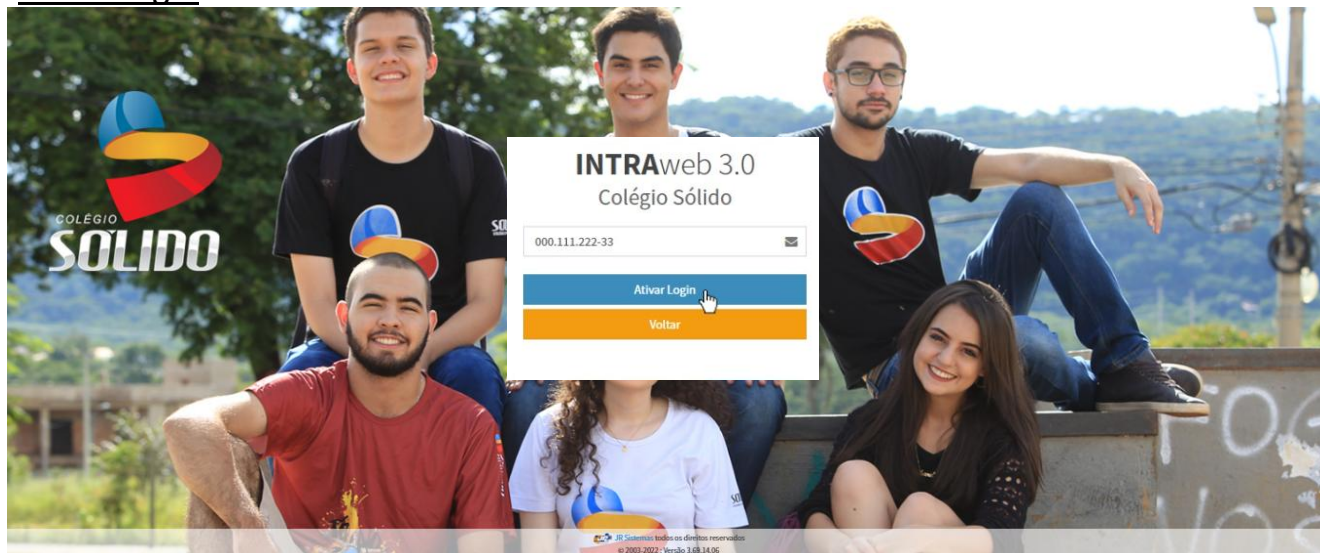 COLÉGIO
SÓLIDO
INTRAweb 3.0
Colégio Sólido
000.111.222-33
Ativar Login
Voltar
JR Sistemas todos os direitos reservados
© 2003-2022 : Versão 3.69.14.06